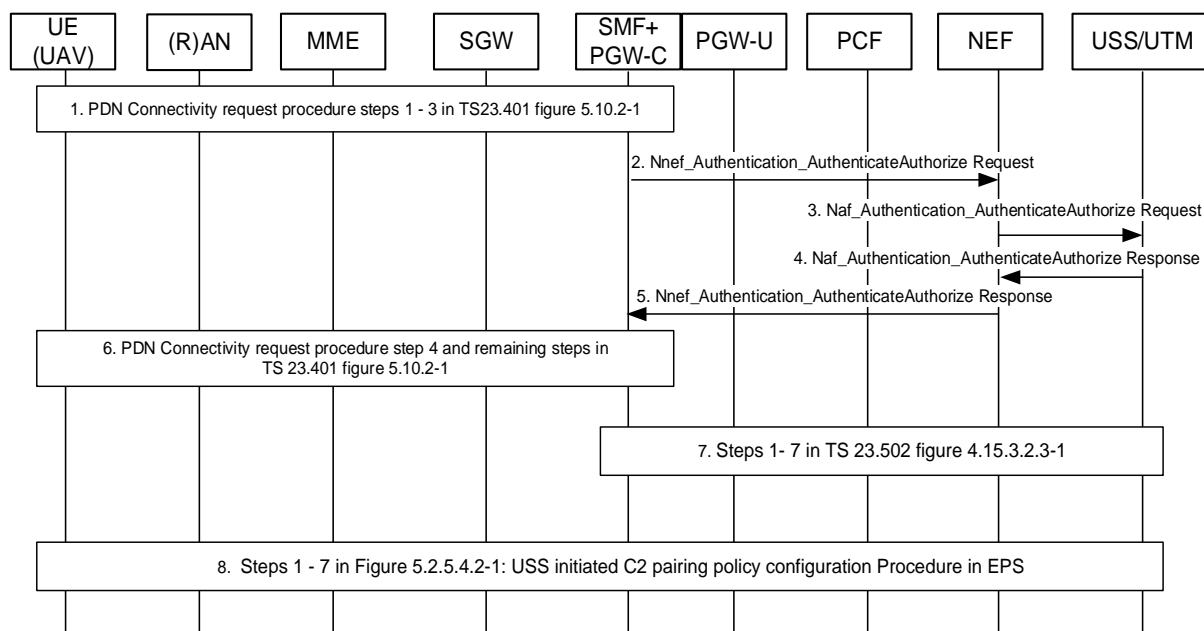 UE
(UAV)
(R)AN
MME
SGW
SMF+
PGW-C
PGW-U
PCF
NEF
USS/UTM
1. PDN Connectivity request procedure steps 1 - 3 in TS23.401 figure 5.10.2-1
2. Nnef_Authentication_AuthenticateAuthorize Request
3. Naf_Authentication_AuthenticateAuthorize Request
4. Naf_Authentication_AuthenticateAuthorize Response
5. Nnef_Authentication_AuthenticateAuthorize Response
6. PDN Connectivity request procedure step 4 and remaining steps in
TS 23.401 figure 5.10.2-1
7. Steps 1- 7 in TS 23.502 figure 4.15.3.2.3-1
8. Steps 1 - 7 in Figure 5.2.5.4.2-1: USS initiated C2 pairing policy configuration Procedure in EPS